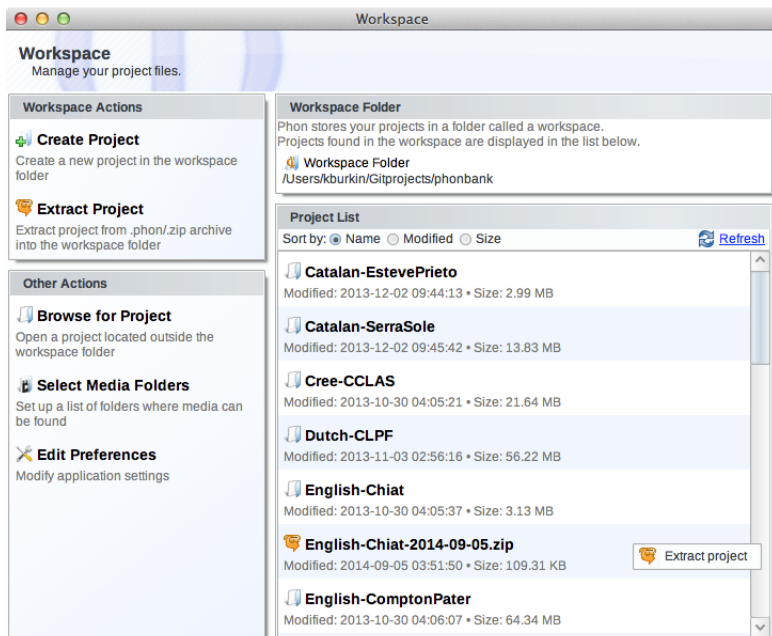 Workspace
Workspace
Manage your project files.
Workspace Actions
Create Project
Create a new project in the workspace
folder
Extract Project
Extract project from .phon/.zip archive
into the workspace folder
Other Actions
Browse for Project
Open a project located outside the
workspace folder
Select Media Folders
Set up a list of folders where media can
be found
Edit Preferences
Modify application settings
Workspace Folder
Phon stores your projects in a folder called a workspace.
Projects found in the workspace are displayed in the list below.
Workspace Folder
/Users/kburkin/Gitprojects/phonbank
Project List
Sort by: Name Modified Size Refresh
Catalan-EstevePrieto
Modified: 2013-12-02 09:44:13 • Size: 2.99 MB
Catalan-SerraSole
Modified: 2013-12-02 09:45:42 • Size: 13.83 MB
Cree-CCLAS
Modified: 2013-10-30 04:05:21 • Size: 21.64 MB
Dutch-CLPF
Modified: 2013-11-03 02:56:16 • Size: 56.22 MB
English-Chiat
Modified: 2013-10-30 04:05:37 • Size: 3.13 MB
English-Chiat-2014-09-05.zip
Modified: 2014-09-05 03:51:50 • Size: 109.31 KB
Extract project
English-ComptonPater
Modified: 2013-10-30 04:06:07 • Size: 64.34 MB